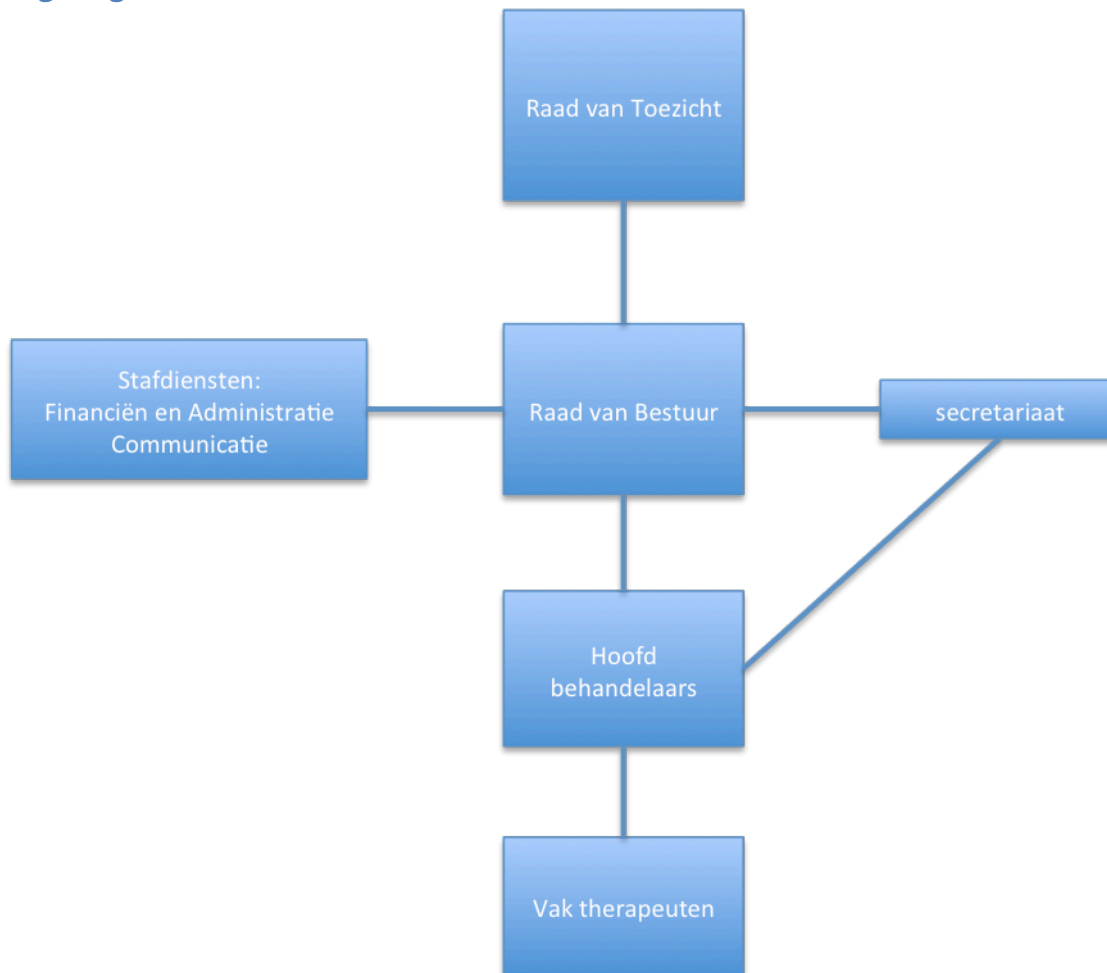 Raad van Toezicht
Stafdiensten:
Financiën en Administratie
Communicatie
Raad van Bestuur
secretariaat
Hoofd
behandelaars
Vak therapeuten